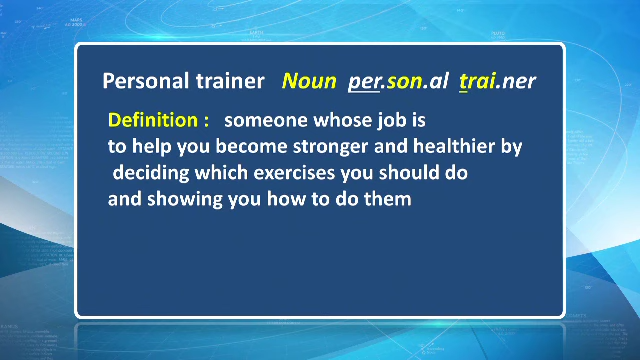 Personal trainer Noun per.son.al trai.ner
Definition : someone whose job is
to help you become stronger and healthier by
deciding which exercises you should do
and showing you how to do them